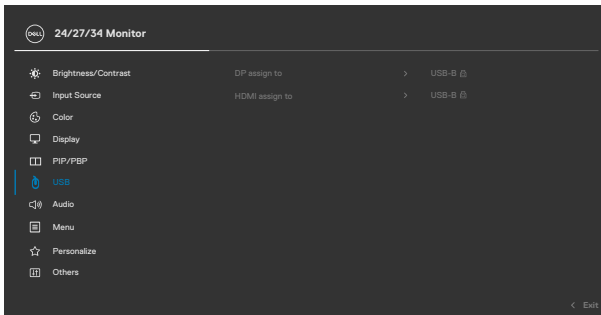 DELL 24/27/34 Monitor
Brightness/Contrast DP assign to > USB-B
Input Source HDMI assign to > USB-B
Color
Display
PIP/PBP
USB
Audio
Menu
Personalize
Others
< Exit